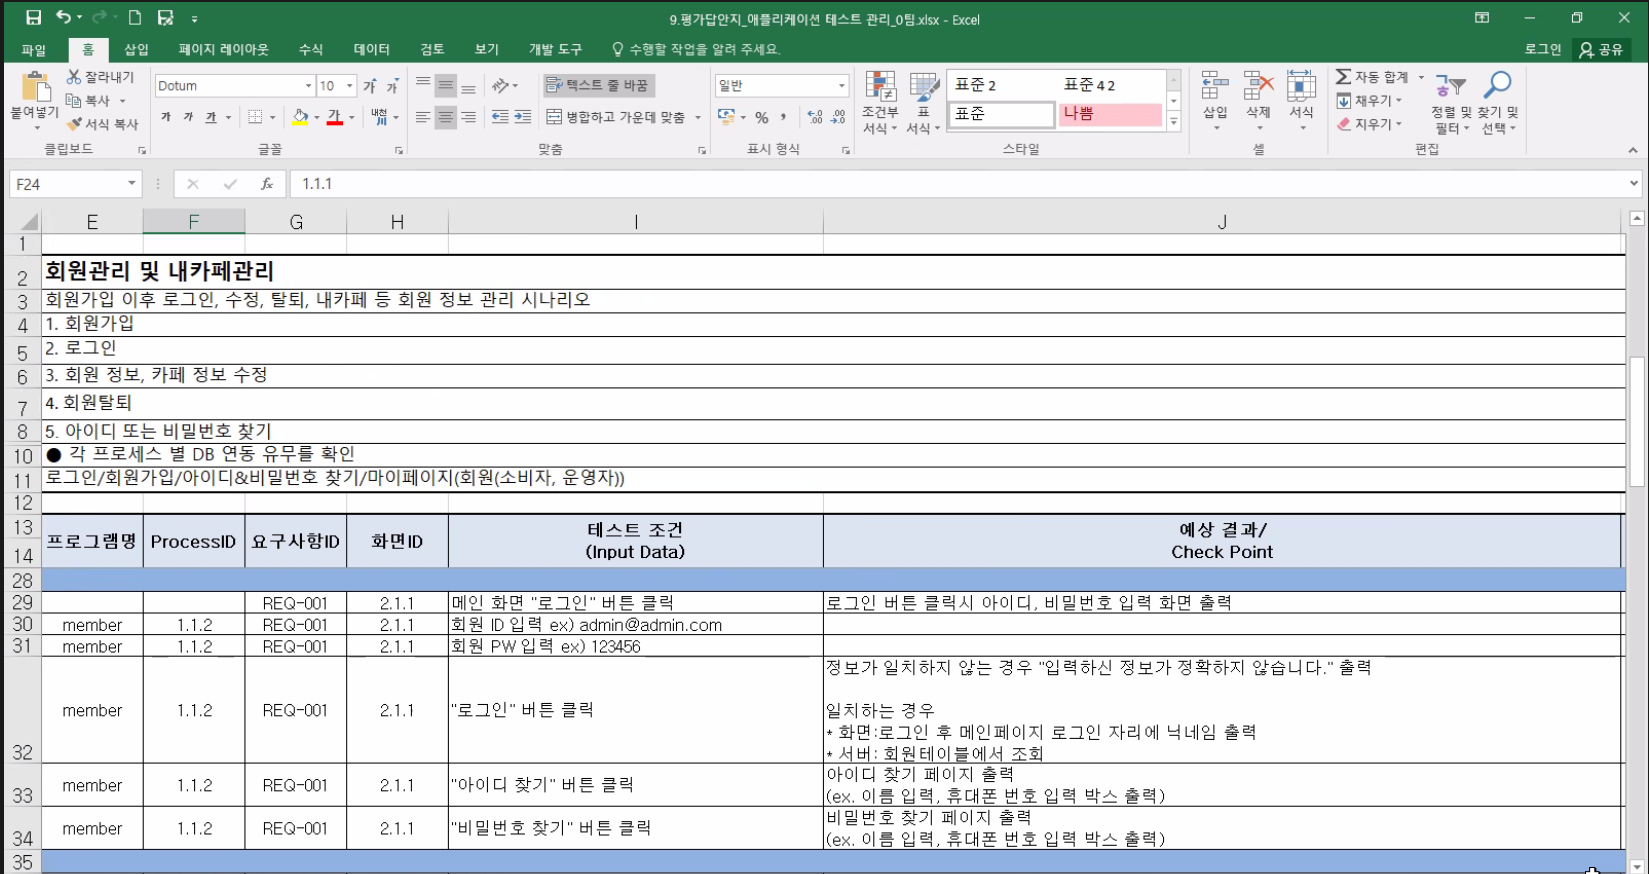 9.평가답안지_애플리케이션 테스트 관리_0팀.xlsx - Excel
파일 홈 삽입 페이지 레이아웃 수식 데이터 검토 보기 개발 도구 수행할 작업을 알려 주세요. 로그인 공유
붙여넣기 잘라내기 복사 서식 복사
Dotum 10 가 가
가 가 가 가 내천
텍스트 줄 바꿈
병합하고 가운데 맞춤
일반
% , .00 .0
조건부 서식 표 서식
표준 2 표준 4 2
표준 나쁨
삽입 삭제 서식
자동 합계 채우기 지우기
정렬 및 필터 찾기 및 선택
클립보드 글꼴 맞춤 표시 형식 스타일 셀 편집
F24 fx 1.1.1
E F G H I J
1
2 회원관리 및 내카페관리
3 회원가입 이후 로그인, 수정, 탈퇴, 내카페 등 회원 정보 관리 시나리오
4 1. 회원가입
5 2. 로그인
6 3. 회원 정보, 카페 정보 수정
7 4. 회원탈퇴
8 5. 아이디 또는 비밀번호 찾기
10 ● 각 프로세스 별 DB 연동 유무를 확인
11 로그인/회원가입/아이디&비밀번호 찾기/마이페이지(회원(소비자, 운영자))
12
13 테스트 조건 예상 결과/
프로그램명 ProcessID 요구사항ID 화면ID
14 (Input Data) Check Point
28
29 REQ-001 2.1.1 메인 화면 "로그인" 버튼 클릭 로그인 버튼 클릭시 아이디, 비밀번호 입력 화면 출력
30 member 1.1.2 REQ-001 2.1.1 회원 ID 입력 ex) admin@admin.com
31 member 1.1.2 REQ-001 2.1.1 회원 PW 입력 ex) 123456
정보가 일치하지 않는 경우 "입력하신 정보가 정확하지 않습니다." 출력
member 1.1.2 REQ-001 2.1.1 "로그인" 버튼 클릭 일치하는 경우
* 화면:로그인 후 메인페이지 로그인 자리에 닉네임 출력
32 * 서버: 회원테이블에서 조회
아이디 찾기 페이지 출력
member 1.1.2 REQ-001 2.1.1 "아이디 찾기" 버튼 클릭
33 (ex. 이름 입력, 휴대폰 번호 입력 박스 출력)
비밀번호 찾기 페이지 출력
member 1.1.2 REQ-001 2.1.1 "비밀번호 찾기" 버튼 클릭
34 (ex. 이름 입력, 휴대폰 번호 입력 박스 출력)
35